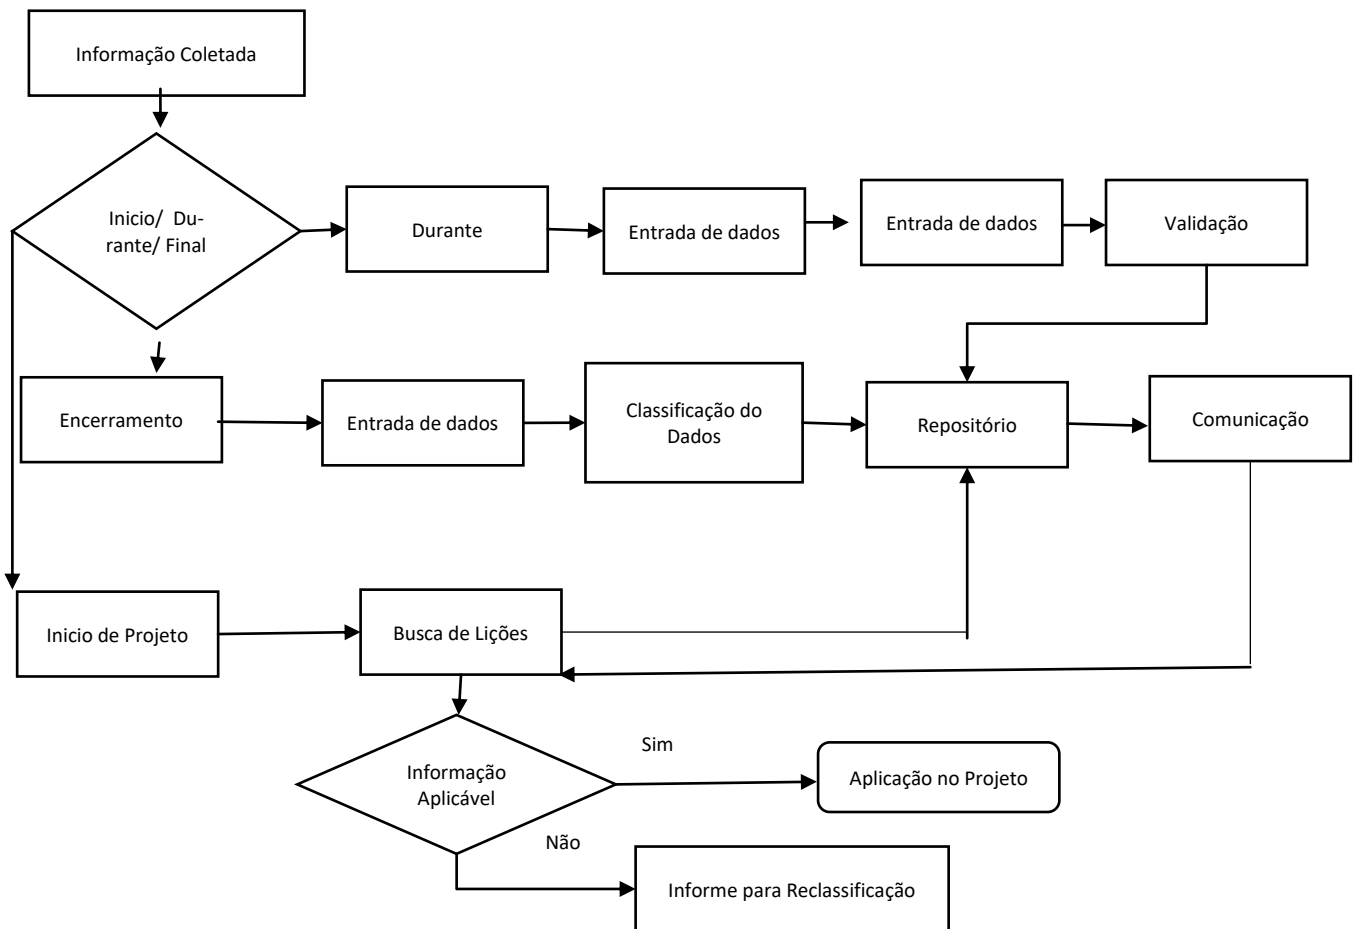 Informação Coletada
Inicio/ Du-
rante/ Final
Durante
Entrada de dados
Entrada de dados
Validação
Encerramento
Entrada de dados
Classificação do
Dados
Repositório
Comunicação
Inicio de Projeto
Busca de Lições
Informação
Aplicável
Sim
Aplicação no Projeto
Não
Informe para Reclassificação